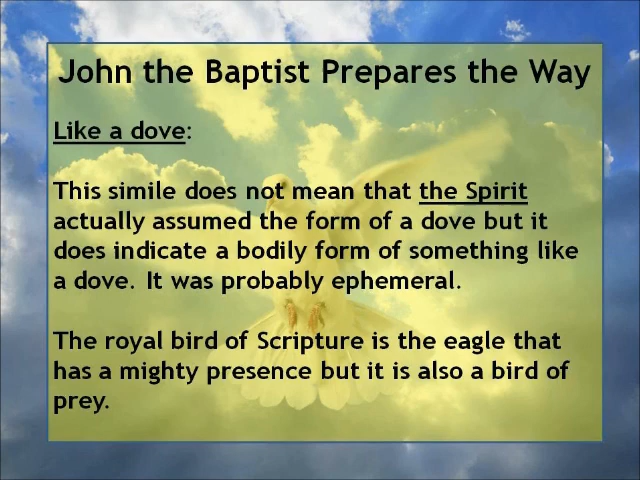 John the Baptist Prepares the Way
Like a dove:
This simile does not mean that the Spirit
actually assumed the form of a dove but it
does indicate a bodily form of something like
a dove. It was probably ephemeral.
The royal bird of Scripture is the eagle that
has a mighty presence but it is also a bird of
prey.